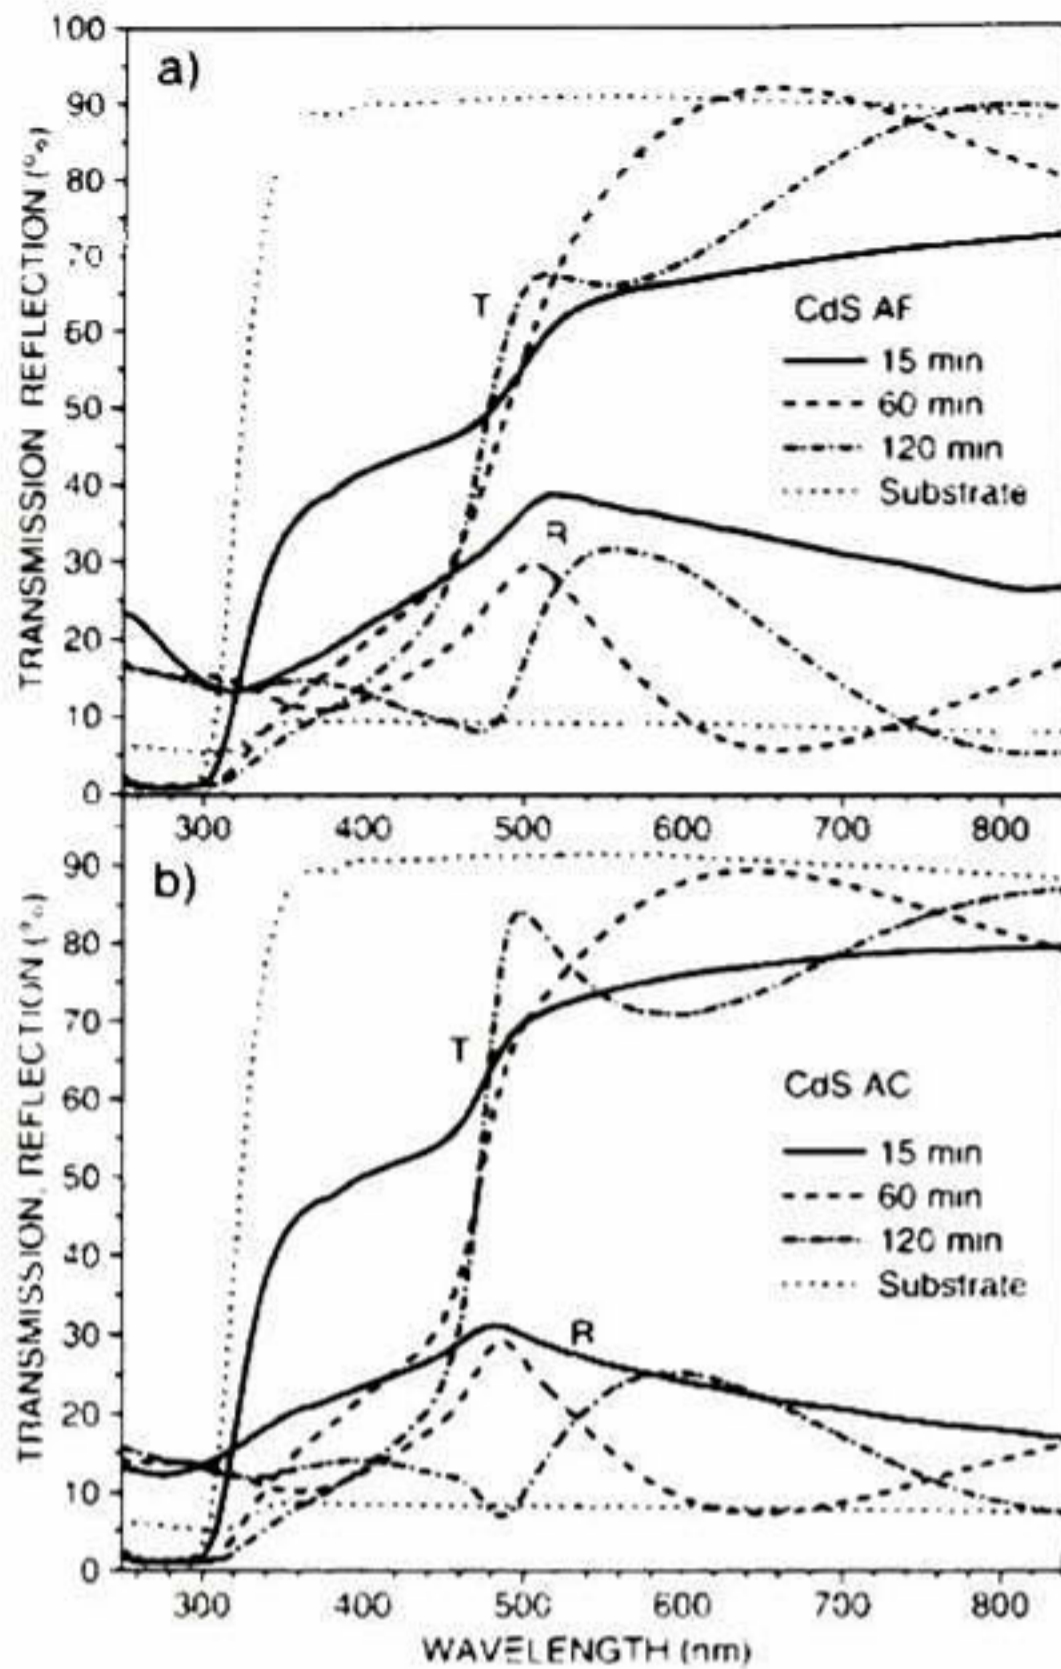 100
a)
90
80
70
60
50
40
30
20
10
0
TRANSMISSION REFLECTION (%)
T
R
CdS AF
15 min
60 min
120 min
Substrate
300 400 500 600 700 800
b)
90
80
70
60
50
40
30
20
10
0
TRANSMISSION, REFLECTION (%)
T
R
CdS AC
15 min
60 min
120 min
Substrate
300 400 500 600 700 800
WAVELENGTH (nm)